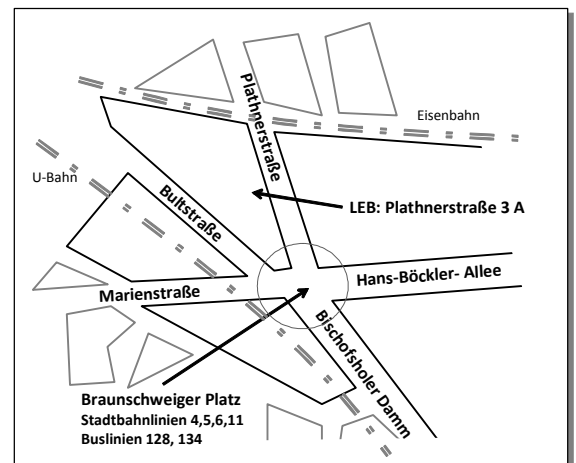 Plathnerstraße
Eisenbahn
U-Bahn
LEB: Plathnerstraße 3 A
Bultstraße
Hans-Böckler- Allee
Marienstraße
Bischofsholer Damm
Braunschweiger Platz
Stadtbahnlinien 4,5,6,11
Buslinien 128, 134